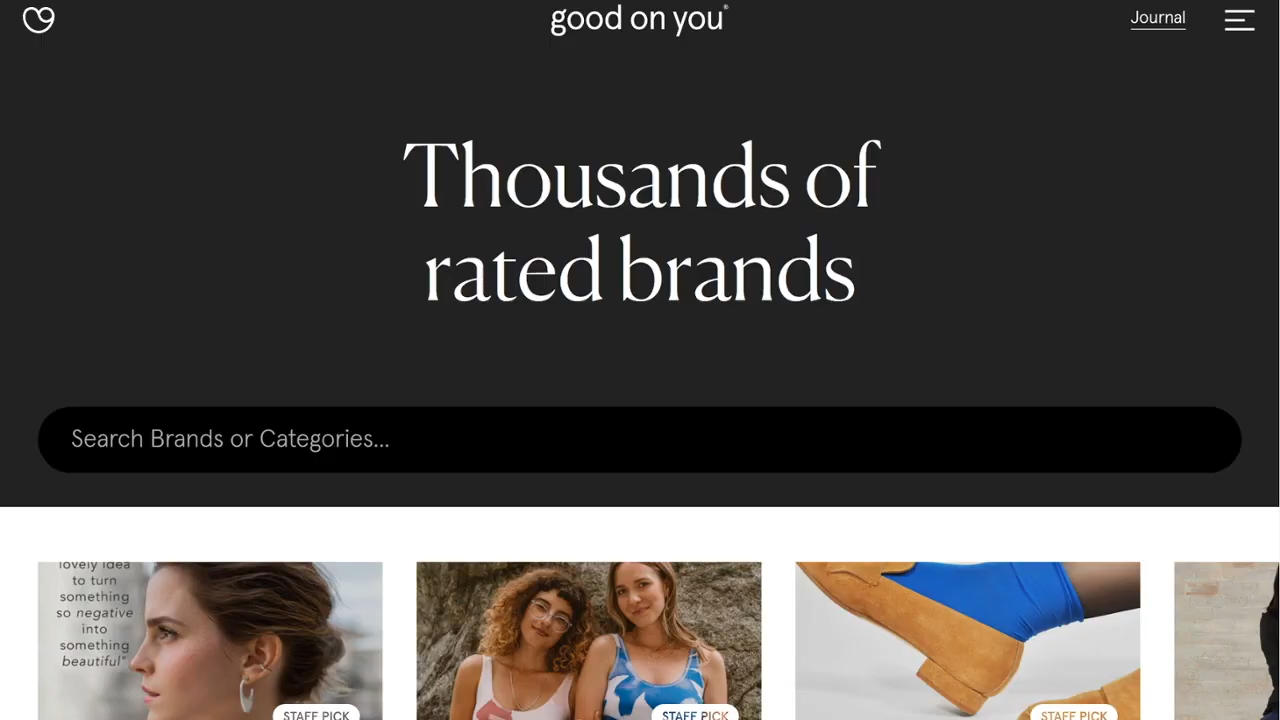 good on you®
Journal
Thousands of
rated brands
Search Brands or Categories...
lovely idea
to turn
something
so negative
into
something
beautiful"
STAFF PICK
STAFF PICK
STAFF PICK